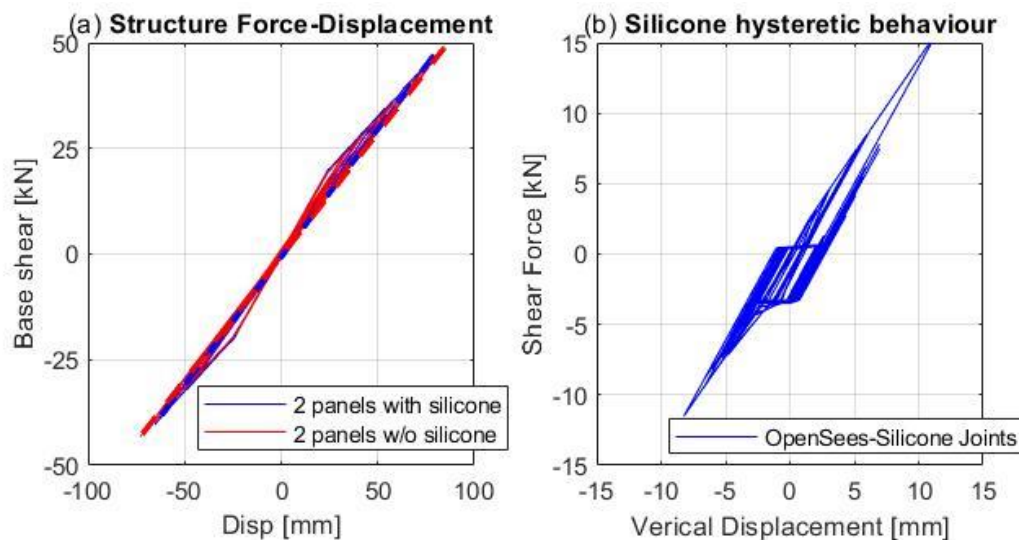 (a) Structure Force-Displacement
50
25
0
-25
-50
Base shear [kN]
-100
-50
0
50
100
Disp [mm]
2 panels with silicone
2 panels w/o silicone
(b) Silicone hysteretic behaviour
15
10
5
0
-5
-10
-15
Shear Force [kN]
-15
-10
-5
0
5
10
15
Verical Displacement [mm]
OpenSees-Silicone Joints